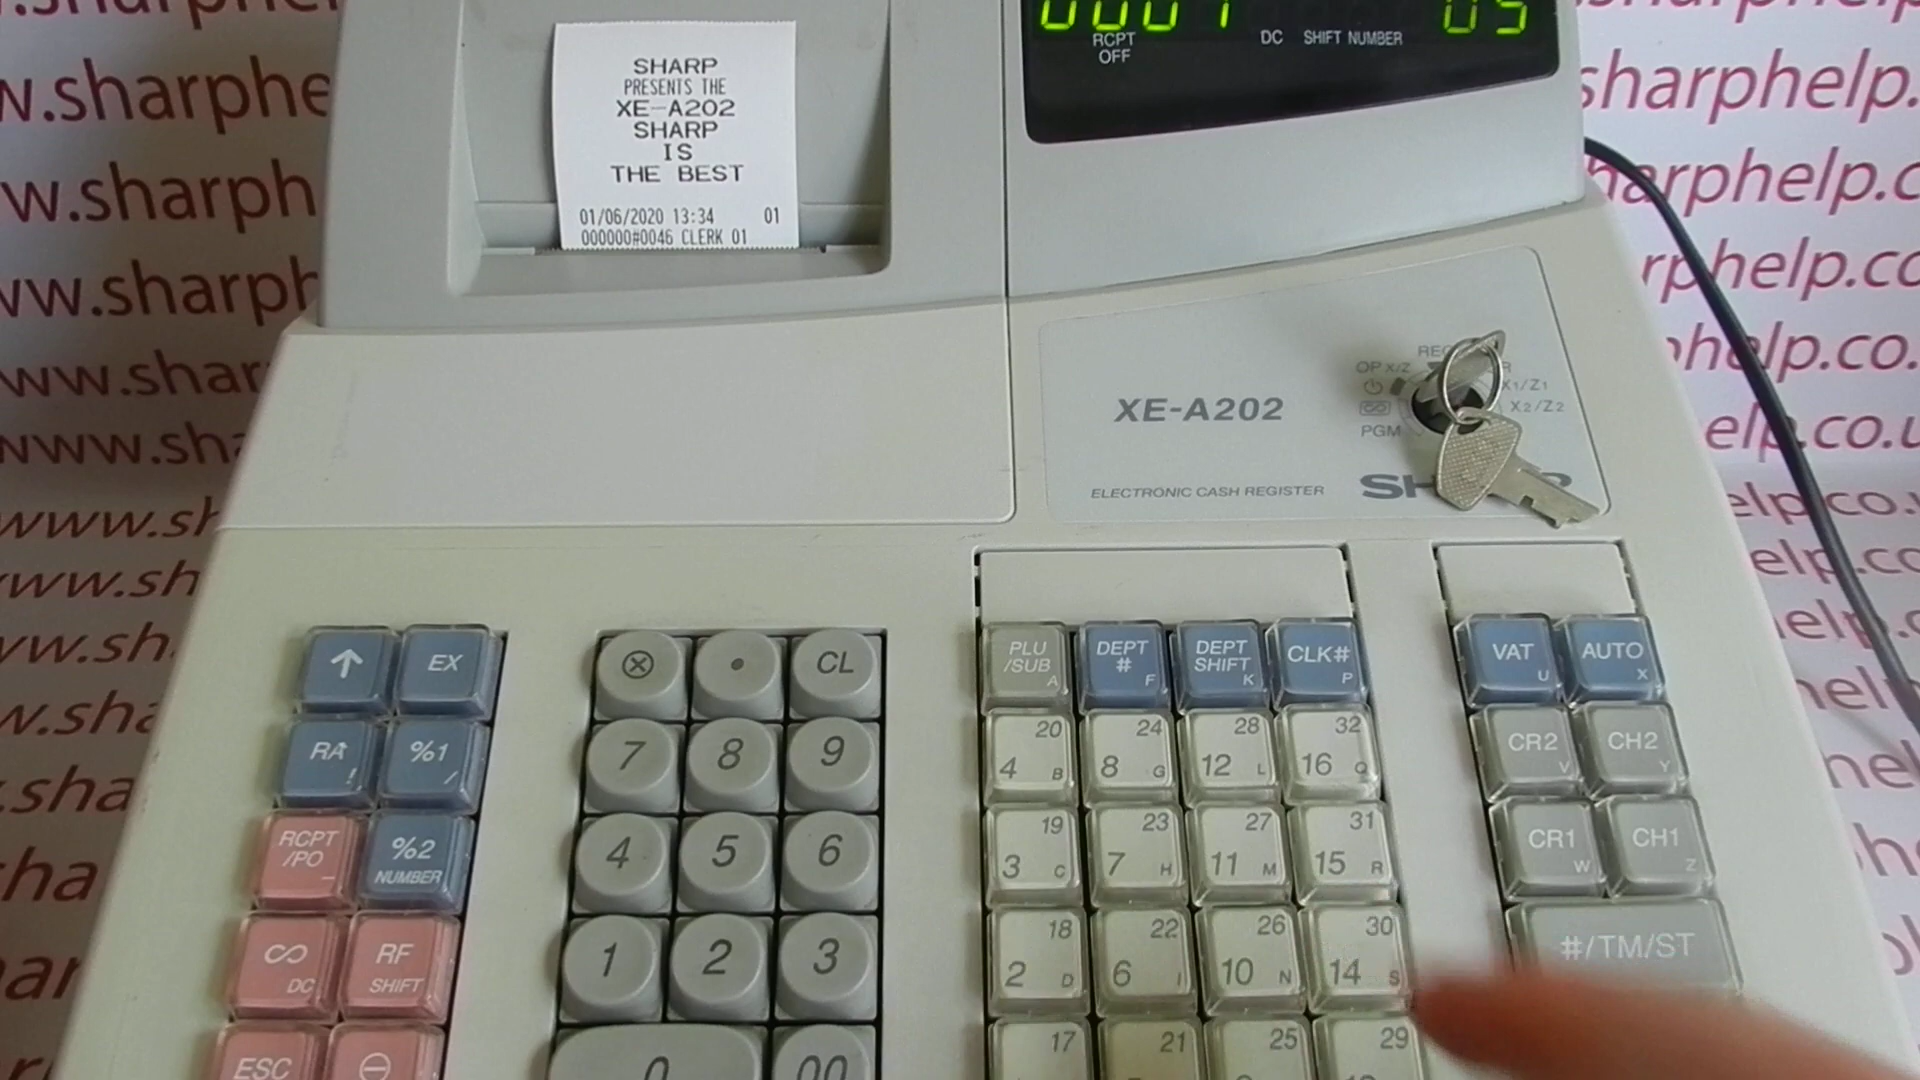 SHARP
PRESENTS THE
XE-A202
SHARP
IS
THE BEST
01/06/2020 13:34 01
000000#0046 CLERK 01
0001 05
RCPT OFF
DC
SHIFT NUMBER
www.sharphelp.co.uk
OP X/Z
X1/Z1
X2/Z2
PGM
XE-A202
ELECTRONIC CASH REGISTER
↑ EX
RA ! %1 /
RCPT /PO _ %2 NUMBER
∞ DC RF SHIFT
ESC ⊖
⊗ • CL
7 8 9
4 5 6
1 2 3
0 00
PLU /SUB A DEPT # F DEPT SHIFT K CLK# P
20 4 B 24 8 G 28 12 L 32 16 Q
19 3 C 23 7 H 27 11 M 31 15 R
18 2 D 22 6 I 26 10 N 30 14 S
17 21 25 29
VAT U AUTO X
CR2 V CH2 Y
CR1 W CH1 Z
#/TM/ST